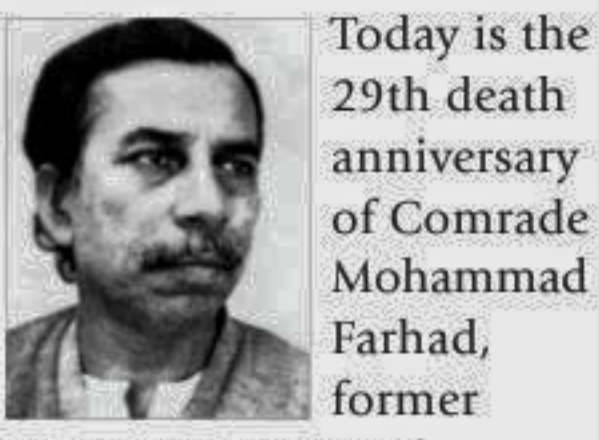 Today is the
29th death
anniversary
of Comrade
Mohammad
Farhad,
former